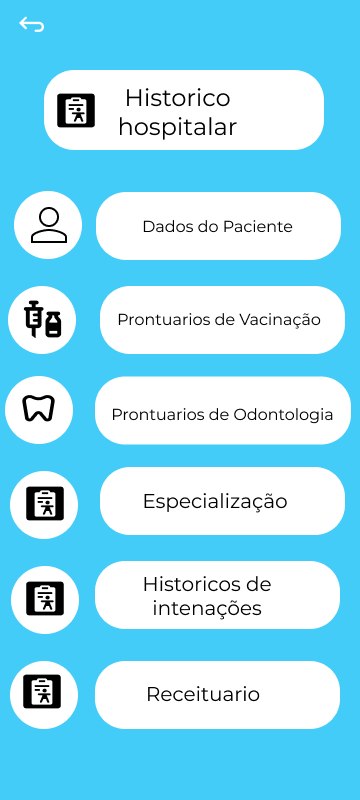 Historico
hospitalar
Dados do Paciente
Prontuarios de Vacinação
Prontuarios de Odontologia
Especialização
Historicos de
intenações
Receituario